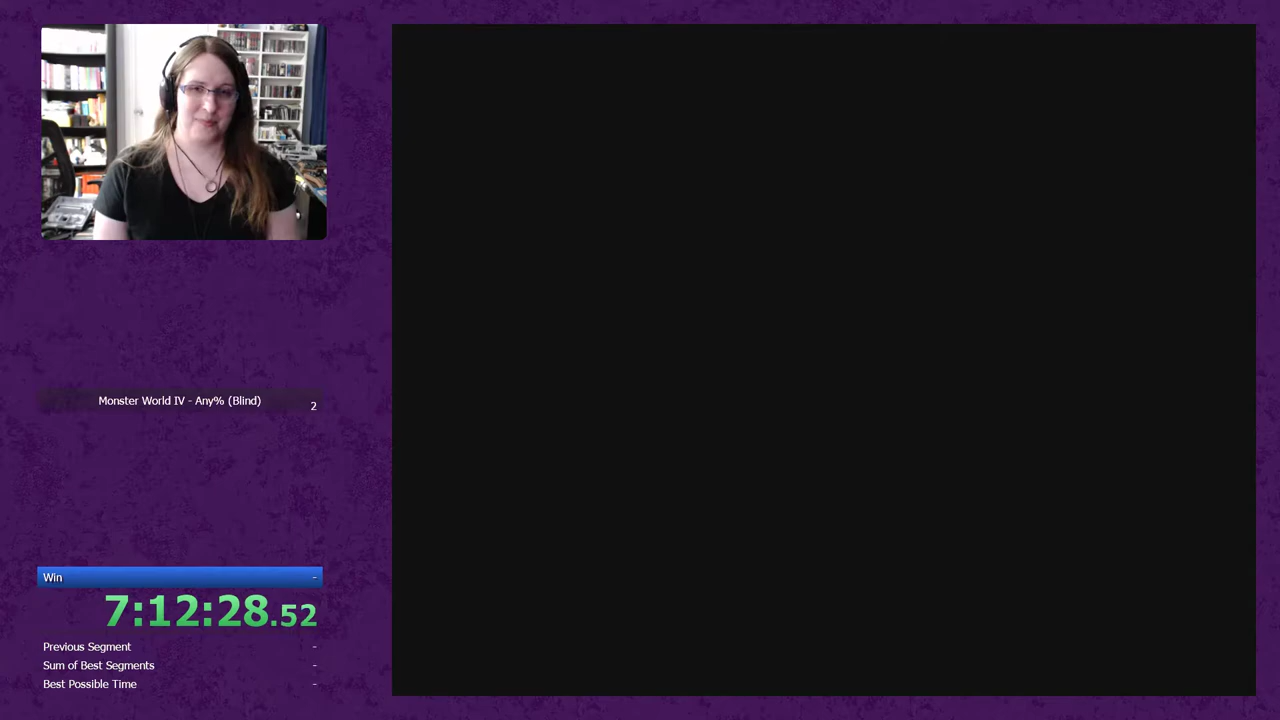 Monster World IV - Any% (Blind)
2
Win -
7:12:28.52
Previous Segment -
Sum of Best Segments -
Best Possible Time -